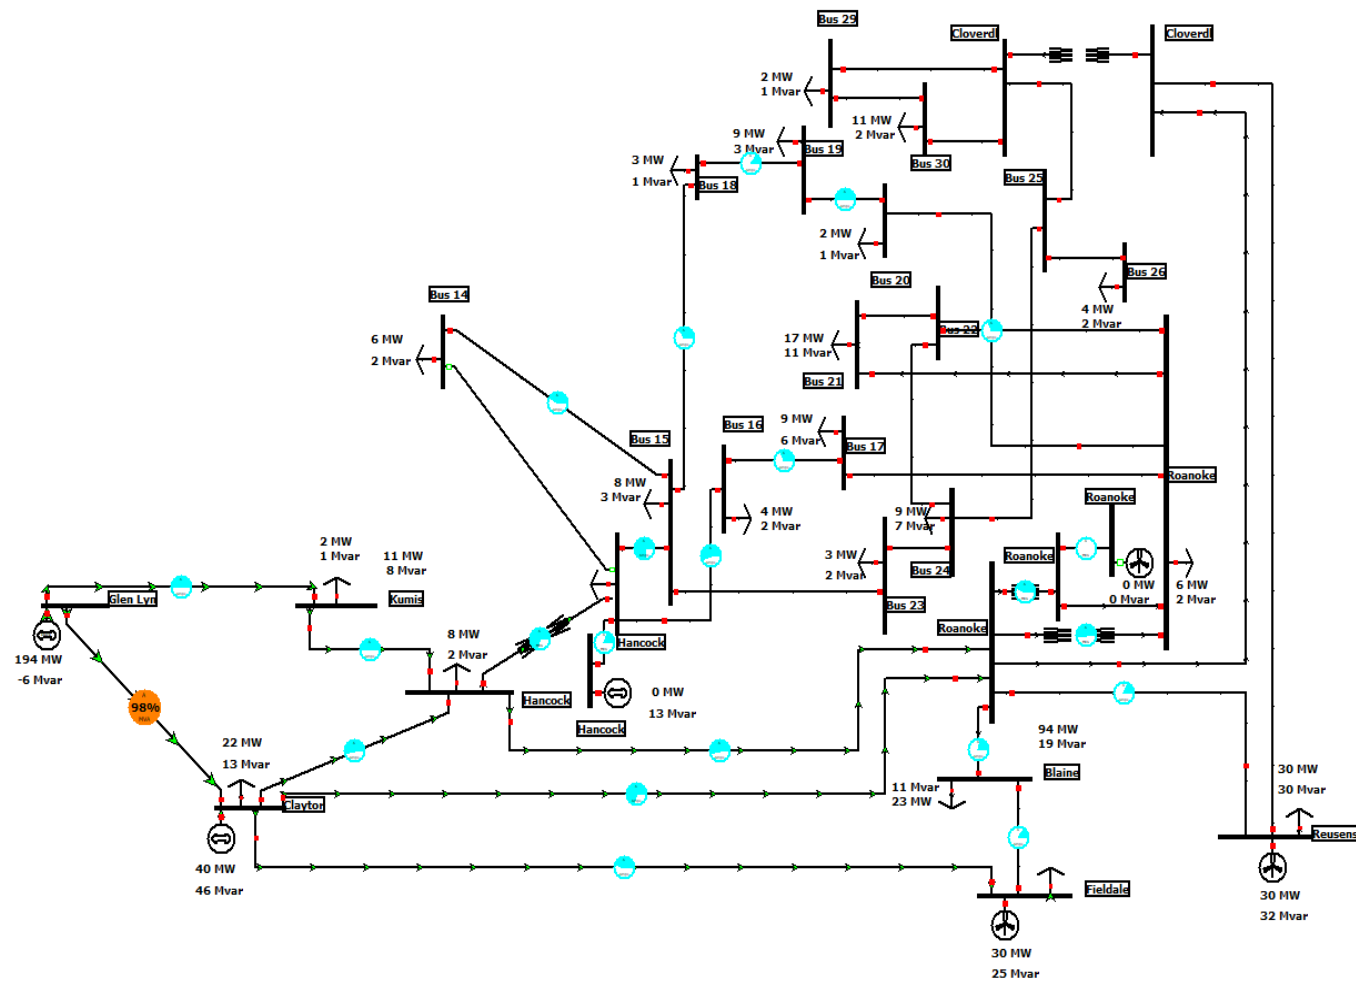 Bus 29
Cloverdl
Cloverdl
2 MW
1 Mvar
11 MW
2 Mvar
9 MW
3 Mvar
Bus 19
Bus 30
3 MW
1 Mvar
Bus 18
Bus 25
2 MW
1 Mvar
Bus 26
4 MW
2 Mvar
Bus 20
Bus 14
Bus 22
6 MW
2 Mvar
17 MW
11 Mvar
Bus 21
Bus 16
9 MW
6 Mvar
Bus 17
Bus 15
Roanoke
8 MW
3 Mvar
Roanoke
4 MW
2 Mvar
9 MW
7 Mvar
2 MW
1 Mvar
11 MW
8 Mvar
3 MW
2 Mvar
Roanoke
Bus 24
0 MW
0 Mvar
6 MW
2 Mvar
Glen Lyn
Kumis
Bus 23
Roanoke
8 MW
2 Mvar
Hancock
194 MW
-6 Mvar
0 MW
13 Mvar
Hancock
Hancock
98%
MVA
22 MW
13 Mvar
94 MW
19 Mvar
Blaine
11 Mvar
23 MW
30 MW
30 Mvar
Claytor
Reusens
40 MW
46 Mvar
Fieldale
30 MW
32 Mvar
30 MW
25 Mvar